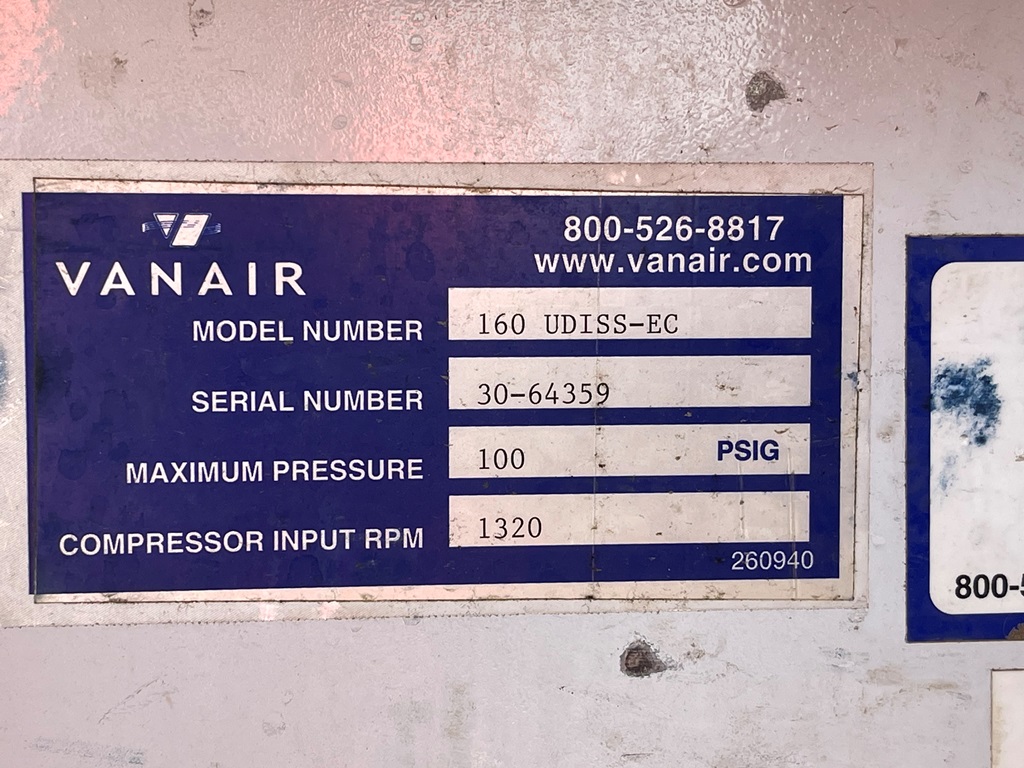 VANAIR
800-526-8817
www.vanair.com
MODEL NUMBER 160 UDISS-EC
SERIAL NUMBER 30-64359
MAXIMUM PRESSURE 100 PSIG
COMPRESSOR INPUT RPM 1320
260940
800-5